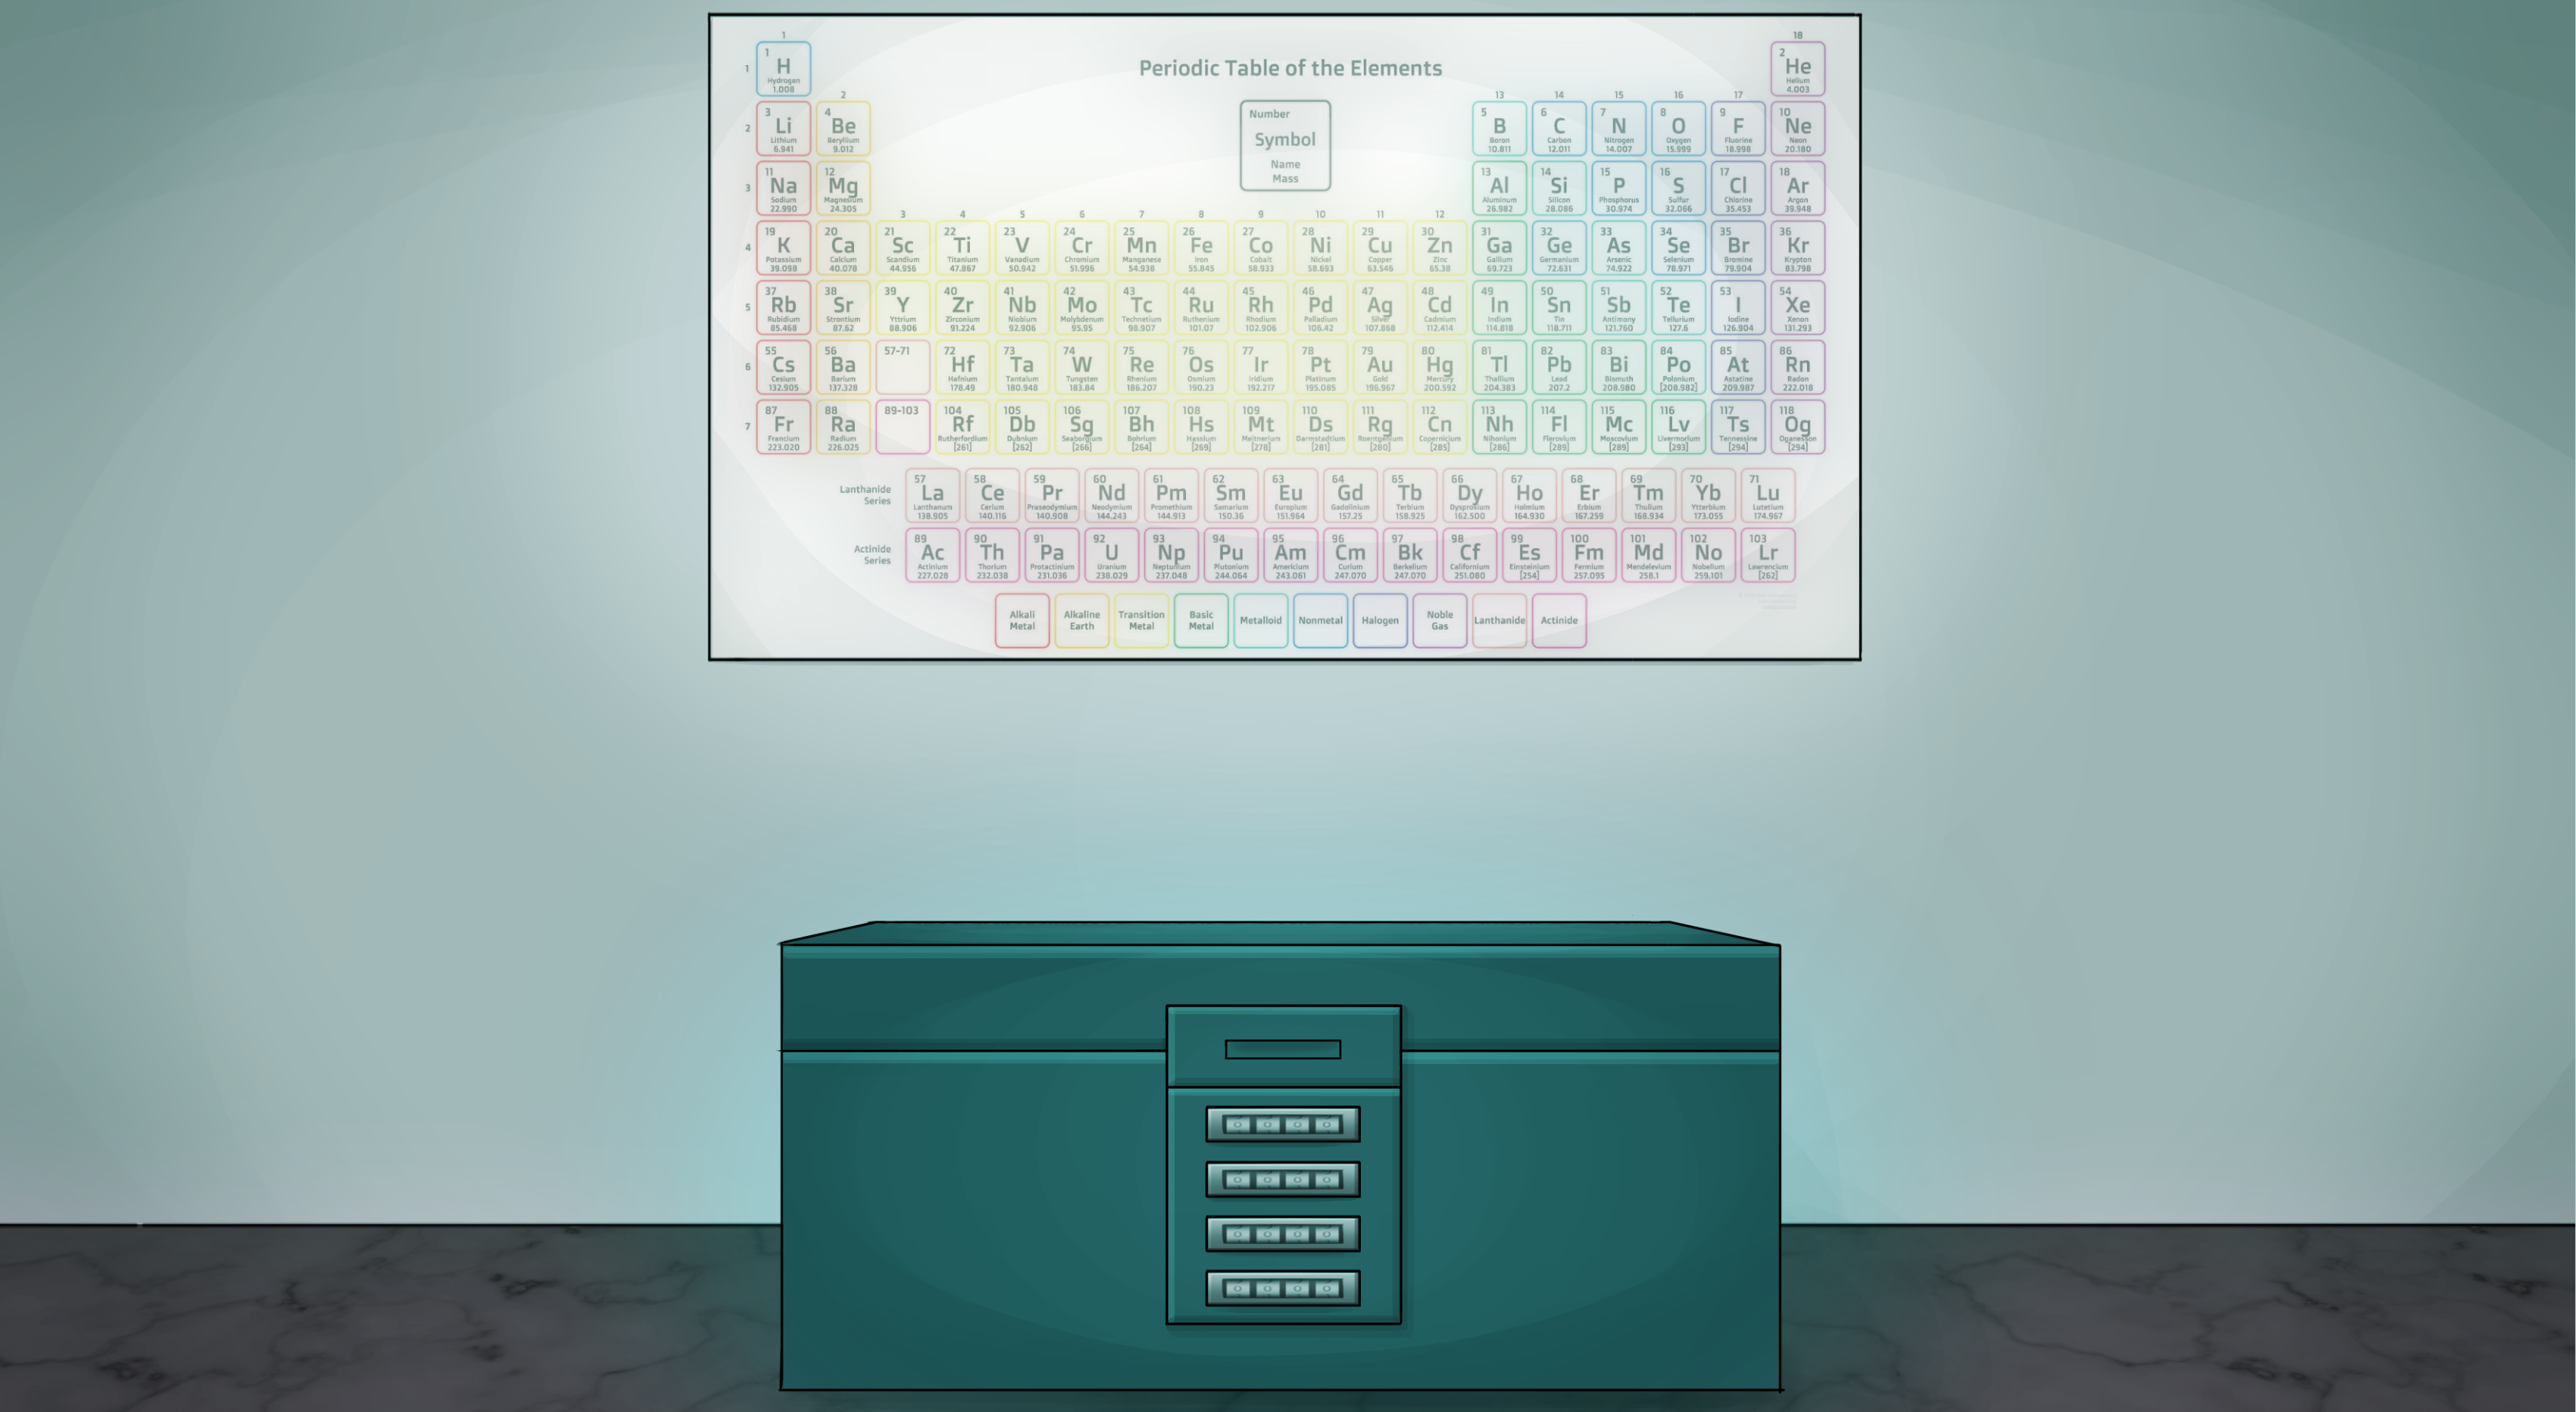 1 18
1 H Hydrogen 1.008
Periodic Table of the Elements
2 He Helium 4.003
1
2 13 14 15 16 17
3 Li Lithium 6.941 4 Be Beryllium 9.012
Number
Symbol
Name
Mass
5 B Boron 10.811 6 C Carbon 12.011 7 N Nitrogen 14.007 8 O Oxygen 15.999 9 F Fluorine 18.998 10 Ne Neon 20.180
2
11 Na Sodium 22.990 12 Mg Magnesium 24.305 13 Al Aluminum 26.982 14 Si Silicon 28.086 15 P Phosphorus 30.974 16 S Sulfur 32.066 17 Cl Chlorine 35.453 18 Ar Argon 39.948
3
3 4 5 6 7 8 9 10 11 12
19 K Potassium 39.098 20 Ca Calcium 40.078 21 Sc Scandium 44.956 22 Ti Titanium 47.867 23 V Vanadium 50.942 24 Cr Chromium 51.996 25 Mn Manganese 54.938 26 Fe Iron 55.845 27 Co Cobalt 58.933 28 Ni Nickel 58.693 29 Cu Copper 63.546 30 Zn Zinc 65.38 31 Ga Gallium 69.723 32 Ge Germanium 72.631 33 As Arsenic 74.922 34 Se Selenium 78.971 35 Br Bromine 79.904 36 Kr Krypton 83.798
4
37 Rb Rubidium 85.468 38 Sr Strontium 87.62 39 Y Yttrium 88.906 40 Zr Zirconium 91.224 41 Nb Niobium 92.906 42 Mo Molybdenum 95.95 43 Tc Technetium 98.907 44 Ru Ruthenium 101.07 45 Rh Rhodium 102.906 46 Pd Palladium 106.42 47 Ag Silver 107.868 48 Cd Cadmium 112.414 49 In Indium 114.818 50 Sn Tin 118.711 51 Sb Antimony 121.760 52 Te Tellurium 127.6 53 I Iodine 126.904 54 Xe Xenon 131.293
5
55 Cs Cesium 132.905 56 Ba Barium 137.328 57-71 72 Hf Hafnium 178.49 73 Ta Tantalum 180.948 74 W Tungsten 183.84 75 Re Rhenium 186.207 76 Os Osmium 190.23 77 Ir Iridium 192.217 78 Pt Platinum 195.085 79 Au Gold 196.967 80 Hg Mercury 200.592 81 Tl Thallium 204.383 82 Pb Lead 207.2 83 Bi Bismuth 208.980 84 Po Polonium [208.982] 85 At Astatine 209.987 86 Rn Radon 222.018
6
87 Fr Francium 223.020 88 Ra Radium 226.025 89-103 104 Rf Rutherfordium [261] 105 Db Dubnium [262] 106 Sg Seaborgium [266] 107 Bh Bohrium [264] 108 Hs Hassium [269] 109 Mt Meitnerium [278] 110 Ds Darmstadtium [281] 111 Rg Roentgenium [280] 112 Cn Copernicium [285] 113 Nh Nihonium [286] 114 Fl Flerovium [289] 115 Mc Moscovium [289] 116 Lv Livermorium [293] 117 Ts Tennessine [294] 118 Og Oganesson [294]
7
Lanthanide
Series
57 La Lanthanum 138.905 58 Ce Cerium 140.116 59 Pr Praseodymium 140.908 60 Nd Neodymium 144.243 61 Pm Promethium 144.913 62 Sm Samarium 150.36 63 Eu Europium 151.964 64 Gd Gadolinium 157.25 65 Tb Terbium 158.925 66 Dy Dysprosium 162.500 67 Ho Holmium 164.930 68 Er Erbium 167.259 69 Tm Thulium 168.934 70 Yb Ytterbium 173.055 71 Lu Lutetium 174.967
Actinide
Series
89 Ac Actinium 227.028 90 Th Thorium 232.038 91 Pa Protactinium 231.036 92 U Uranium 238.029 93 Np Neptunium 237.048 94 Pu Plutonium 244.064 95 Am Americium 243.061 96 Cm Curium 247.070 97 Bk Berkelium 247.070 98 Cf Californium 251.080 99 Es Einsteinium [254] 100 Fm Fermium 257.095 101 Md Mendelevium 258.1 102 No Nobelium 259.101 103 Lr Lawrencium [262]
Alkali Metal
Alkaline Earth
Transition Metal
Basic Metal
Metalloid
Nonmetal
Halogen
Noble Gas
Lanthanide
Actinide
0 0 0 0
0 0 0 0
0 0 0 0
0 0 0 0